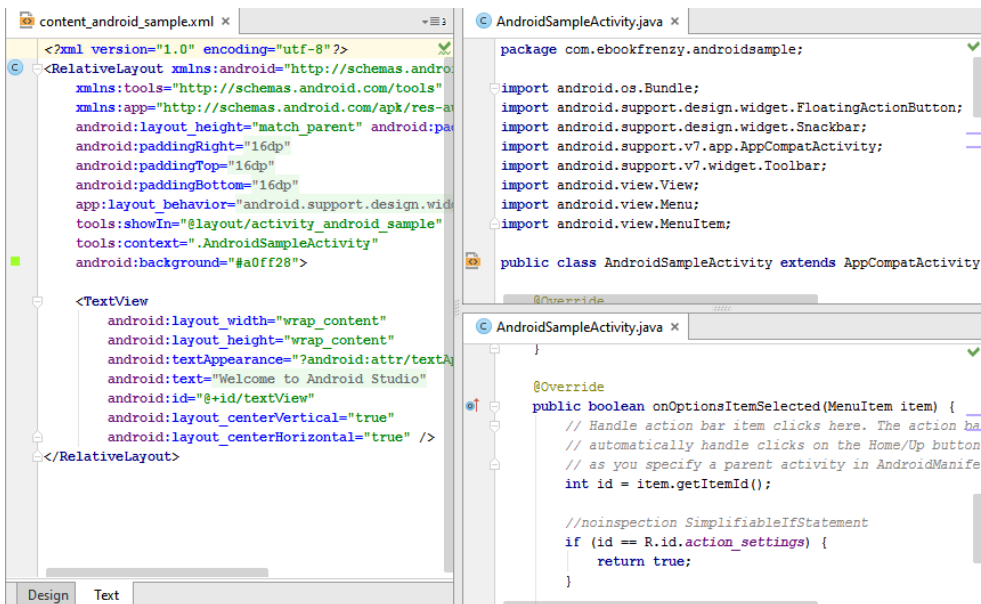 content_android_sample.xml
<?xml version="1.0" encoding="utf-8"?>
<RelativeLayout xmlns:android="http://schemas.andro
xmlns:tools="http://schemas.android.com/tools"
xmlns:app="http://schemas.android.com/apk/res-au
android:layout_height="match_parent" android:pad
android:paddingRight="16dp"
android:paddingTop="16dp"
android:paddingBottom="16dp"
app:layout_behavior="android.support.design.wid
tools:showIn="@layout/activity_android_sample"
tools:context=".AndroidSampleActivity"
android:background="#a0ff28">
<TextView
android:layout_width="wrap_content"
android:layout_height="wrap_content"
android:textAppearance="?android:attr/textAp
android:text="Welcome to Android Studio"
android:id="@+id/textView"
android:layout_centerVertical="true"
android:layout_centerHorizontal="true" />
</RelativeLayout>
Design Text
AndroidSampleActivity.java
package com.ebookfrenzy.androidsample;
import android.os.Bundle;
import android.support.design.widget.FloatingActionButton;
import android.support.design.widget.Snackbar;
import android.support.v7.app.AppCompatActivity;
import android.support.v7.widget.Toolbar;
import android.view.View;
import android.view.Menu;
import android.view.MenuItem;
public class AndroidSampleActivity extends AppCompatActivity
@Override
AndroidSampleActivity.java
}
@Override
public boolean onOptionsItemSelected(MenuItem item) {
// Handle action bar item clicks here. The action ba
// automatically handle clicks on the Home/Up button
// as you specify a parent activity in AndroidManife
int id = item.getItemId();
//noinspection SimplifiableIfStatement
if (id == R.id.action_settings) {
return true;
}